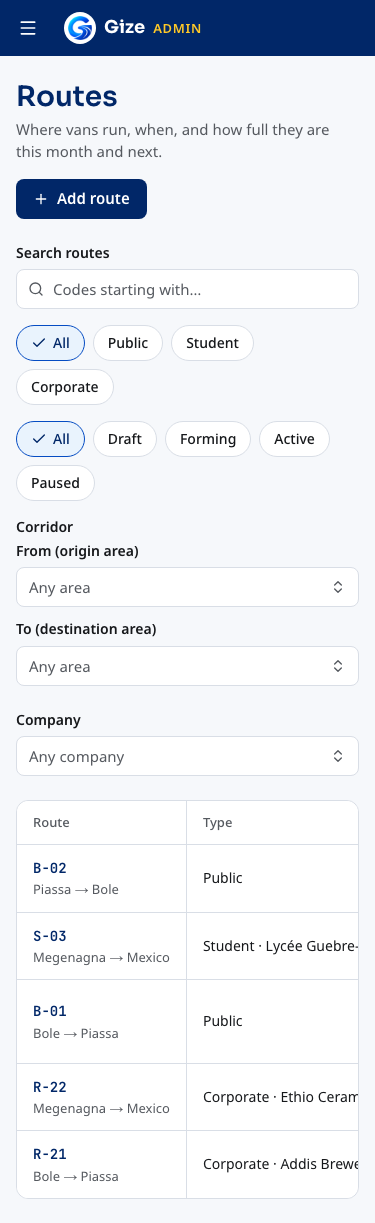 Gize ADMIN
Routes
Where vans run, when, and how full they are
this month and next.
Add route
Search routes
Codes starting with...
All Public Student
Corporate
All Draft Forming Active
Paused
Corridor
From (origin area)
Any area
To (destination area)
Any area
Company
Any company
Route Type
B-02
Piassa → Bole
Public
S-03
Megenagna → Mexico
Student · Lycée Guebre-
B-01
Bole → Piassa
Public
R-22
Megenagna → Mexico
Corporate · Ethio Ceram
R-21
Bole → Piassa
Corporate · Addis Brewe